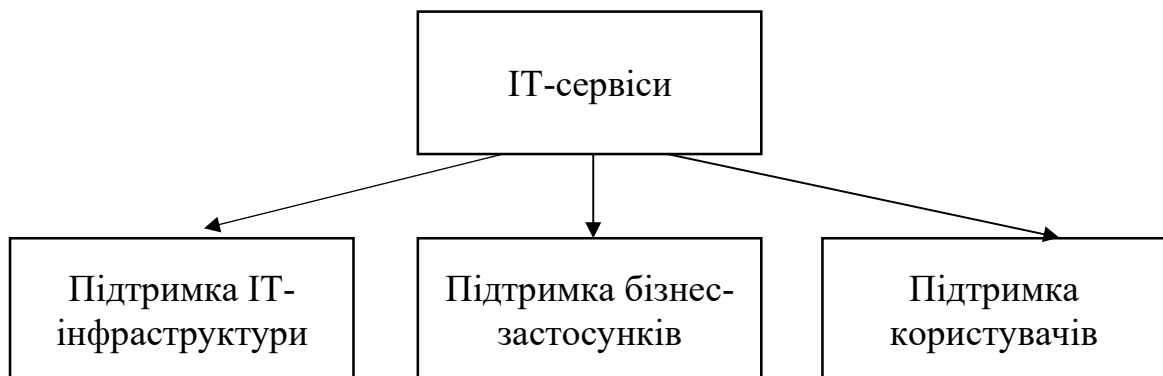 ІТ-сервіси
Підтримка ІТ-
інфраструктури
Підтримка бізнес-
застосунків
Підтримка
користувачів